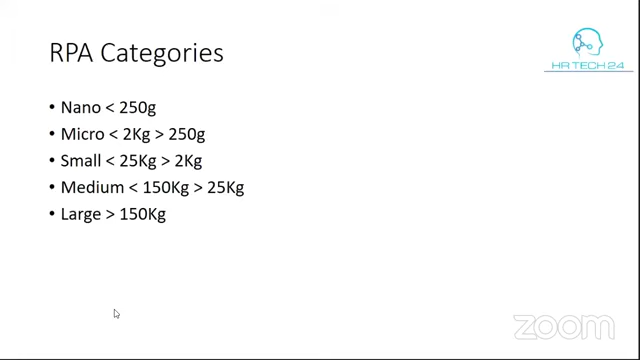 RPA Categories
HR TECH 24
• Nano < 250g
• Micro < 2Kg > 250g
• Small < 25Kg > 2Kg
• Medium < 150Kg > 25Kg
• Large > 150Kg
zoom